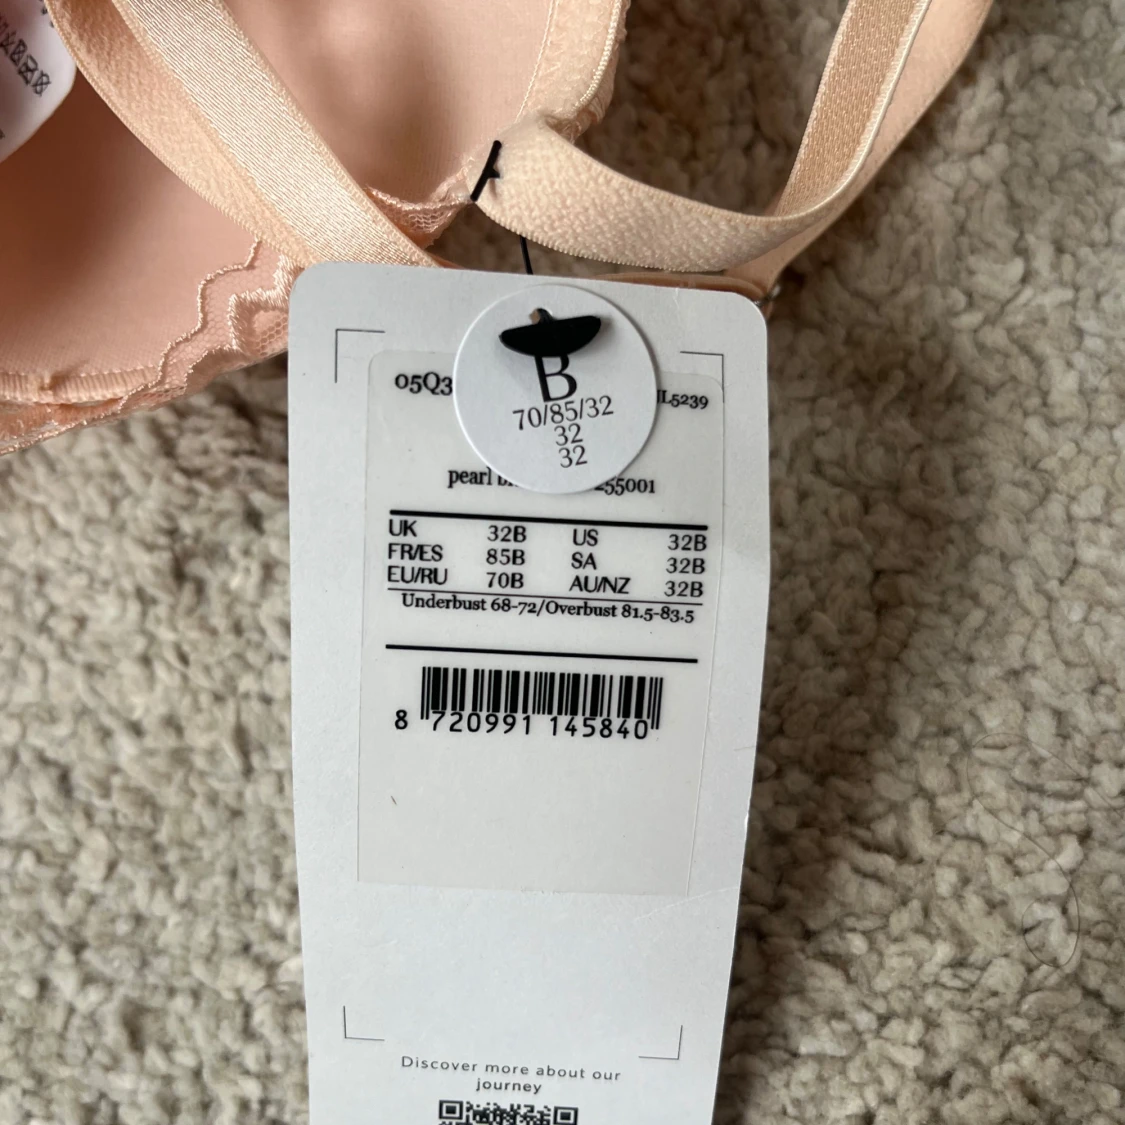 B
70/85/32
32
32
05Q3 JL5239
pearl 255001
UK 32B US 32B
FR/ES 85B SA 32B
EU/RU 70B AU/NZ 32B
Underbust 68-72/Overbust 81.5-83.5
8 720991 145840
Discover more about our
journey